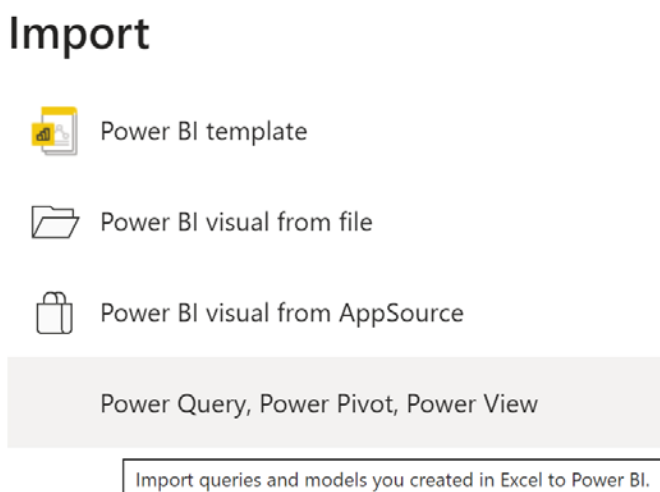 Import
Power BI template
Power BI visual from file
Power BI visual from AppSource
Power Query, Power Pivot, Power View
Import queries and models you created in Excel to Power BI.